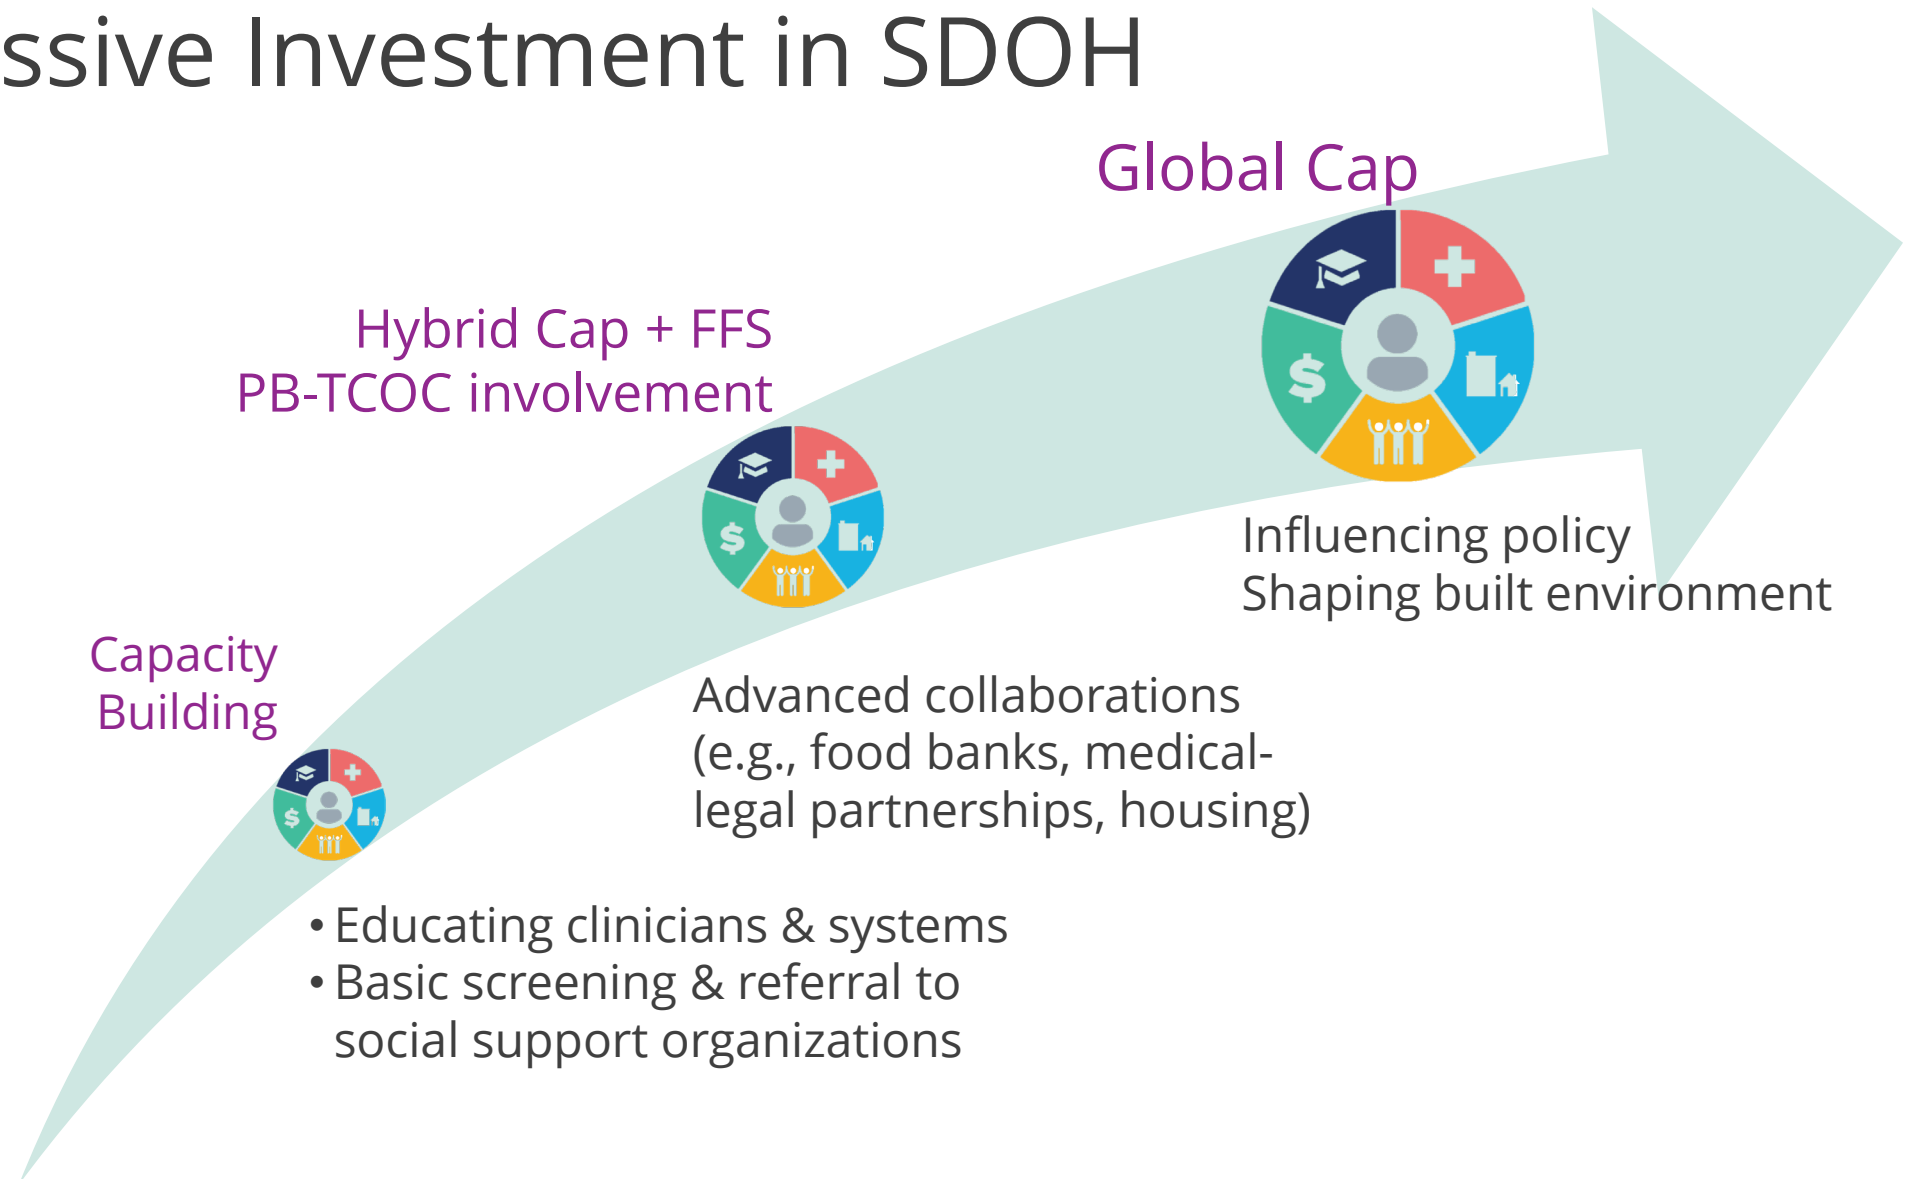 ssive Investment in SDOH
Global Cap
Hybrid Cap + FFS
PB-TCOC involvement
Influencing policy
Shaping built environment
Capacity
Building
Advanced collaborations
(e.g., food banks, medical-
legal partnerships, housing)
• Educating clinicians & systems
• Basic screening & referral to
social support organizations